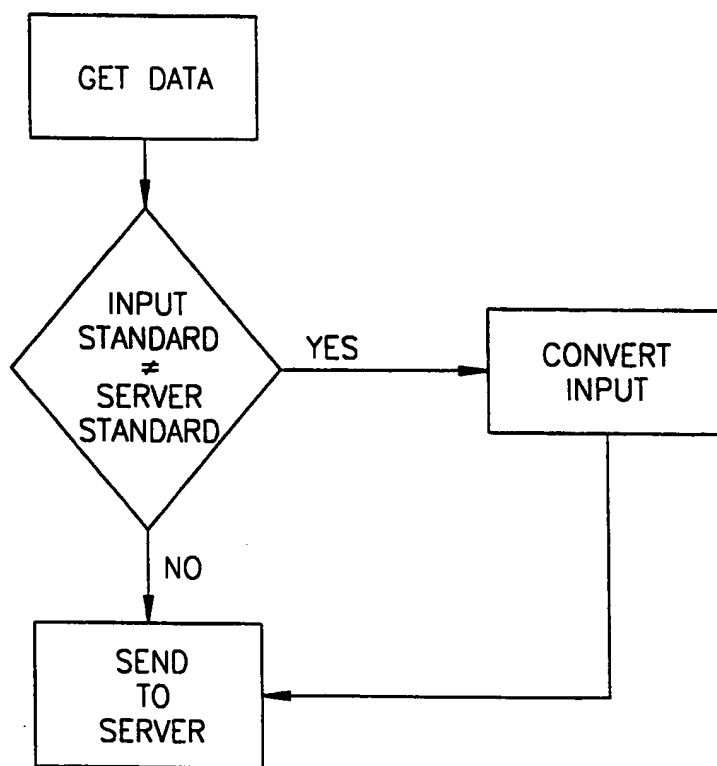 GET DATA
INPUT
STANDARD
≠
SERVER
STANDARD
YES
CONVERT
INPUT
NO
SEND
TO
SERVER